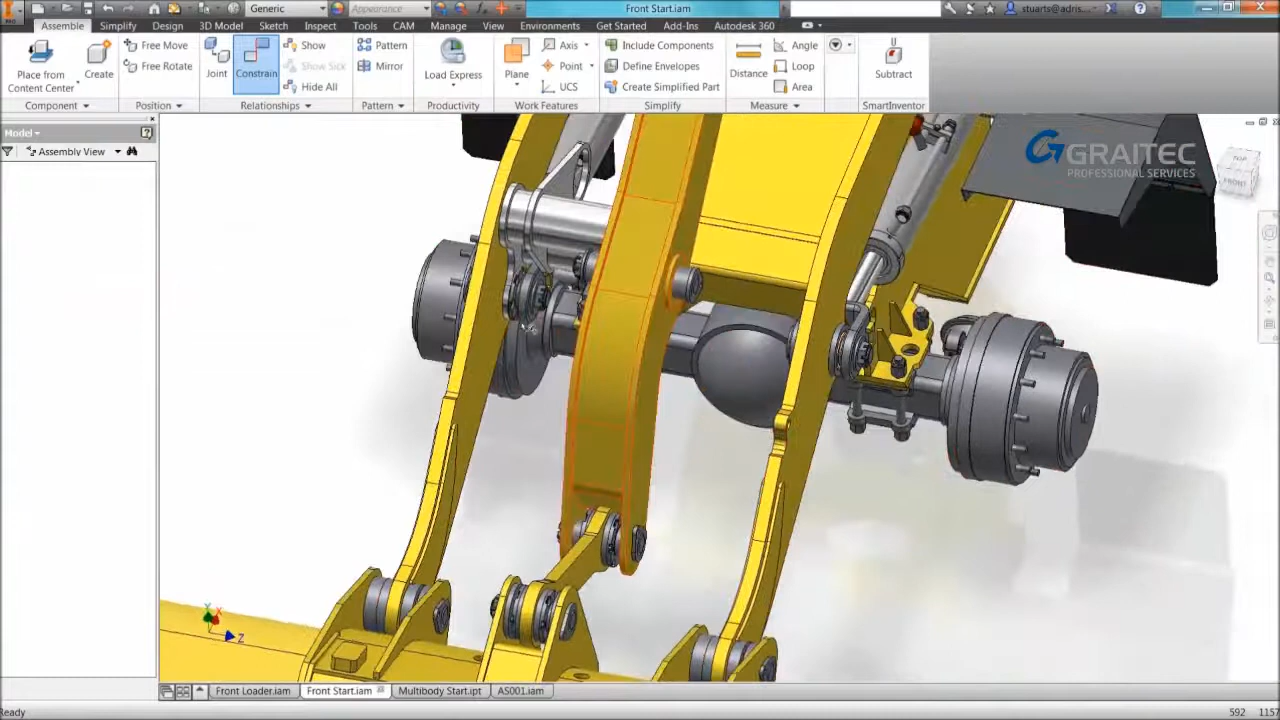 Generic
Appearance
Front Start.iam
stuarts@adris...
PRO
Assemble
Simplify
Design
3D Model
Sketch
Inspect
Tools
CAM
Manage
View
Environments
Get Started
Add-Ins
Autodesk 360
Place from
Content Center
Create
Free Move
Free Rotate
Joint
Constrain
Show
Show Sick
Hide All
Pattern
Mirror
Load Express
Plane
Axis
Point
UCS
Include Components
Define Envelopes
Create Simplified Part
Distance
Angle
Loop
Area
Subtract
Component
Position
Relationships
Pattern
Productivity
Work Features
Simplify
Measure
SmartInventor
Model
Assembly View
GRAITEC
PROFESSIONAL SERVICES
TOP
FRONT
Y
X
Z
Front Loader.iam
Front Start.iam
Multibody Start.ipt
AS001.iam
Ready
592
1157